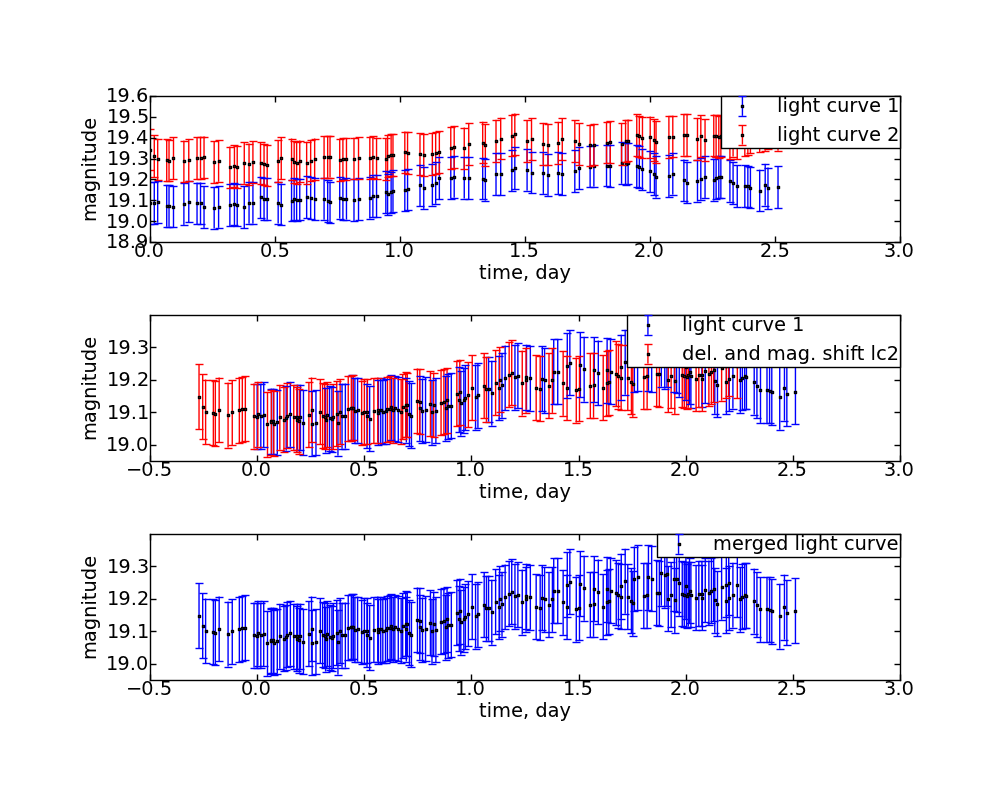 19.6
19.5
19.4
19.3
19.2
19.1
19.0
18.9
magnitude
light curve 1
light curve 2
0.0 0.5 1.0 1.5 2.0 2.5 3.0
time, day
19.3
19.2
19.1
19.0
magnitude
light curve 1
del. and mag. shift lc2
−0.5 0.0 0.5 1.0 1.5 2.0 2.5 3.0
time, day
19.3
19.2
19.1
19.0
magnitude
merged light curve
−0.5 0.0 0.5 1.0 1.5 2.0 2.5 3.0
time, day